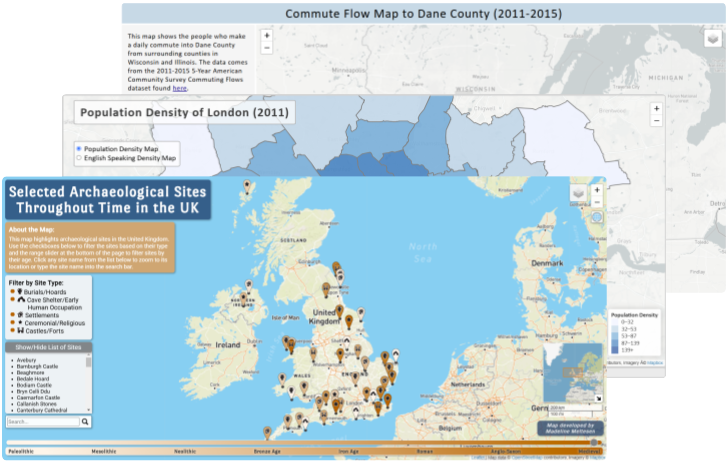 Commute Flow Map to Dane County (2011-2015)
This map shows the people who make
a daily commute into Dane County
from surrounding counties in
Wisconsin and Illinois. The data comes
from the 2011-2015 5-Year American
Community Survey Commuting Flows
dataset found here.
+
−
Minneapolis
WISCONSIN
MICHIGAN
Population Density of London (2011)
Population Density Map
English Speaking Density Map
+
−
Population Density
0-32
32-53
53-87
87-139
139+
Selected Archaeological Sites
Throughout Time in the UK
About the Map:
This map highlights archaeological sites in the United Kingdom.
Use the checkboxes below to filter the sites based on their type
and the range slider at the bottom of the page to filter sites by
their age. Click any site name from the list below to zoom to its
location or type the site name into the search bar.
Filter by Site Type:
Burials/Hoards
Cave Shelter/Early
Human Occupation
Settlements
Ceremonial/Religious
Castles/Forts
Show/Hide List of Sites
Avebury
Bamburgh Castle
Beaghmore
Bedale Hoard
Bodiam Castle
Bryn Celli Ddu
Caernarfon Castle
Callanish Stones
Canterbury Cathedral
Search...
+
−
SCOTLAND
North
Sea
Denmark
United
Kingdom
Isle of Man
Ireland
WALES
London
Netherlands
Belgium
Map developed by
Paleolithic Mesolithic Neolithic Bronze Age Iron Age Roman Anglo-Saxon Medieval